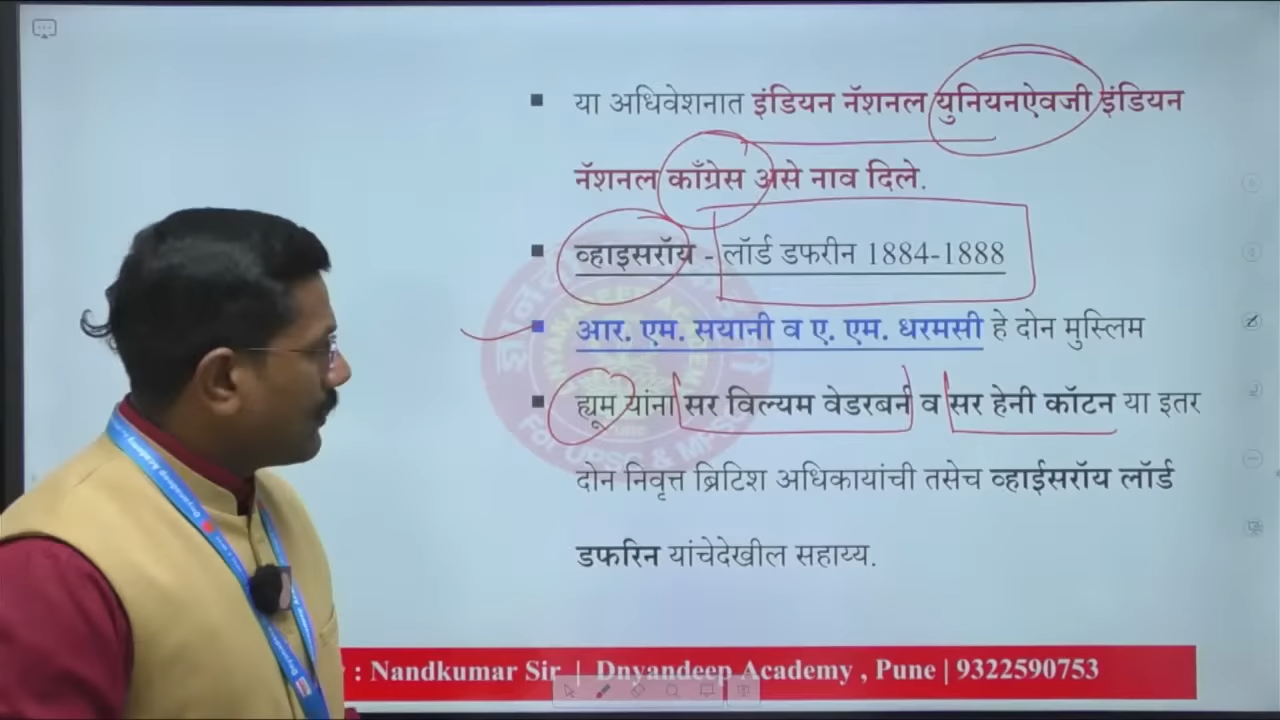 या अधिवेशनात इंडियन नॅशनल युनियनऐवजी इंडियन
नॅशनल काँग्रेस असे नाव दिले.
व्हाइसरॉय - लॉर्ड डफरीन 1884-1888
आर. एम. सयानी व ए. एम. धरमसी हे दोन मुस्लिम
ह्यूम यांना सर विल्यम वेडरबर्न व सर हेनी कॉटन या इतर
दोन निवृत्त ब्रिटिश अधिकायांची तसेच व्हाईसरॉय लॉर्ड
डफरिन यांचेदेखील सहाय्य.
: Nandkumar Sir | Dnyandeep Academy , Pune | 9322590753